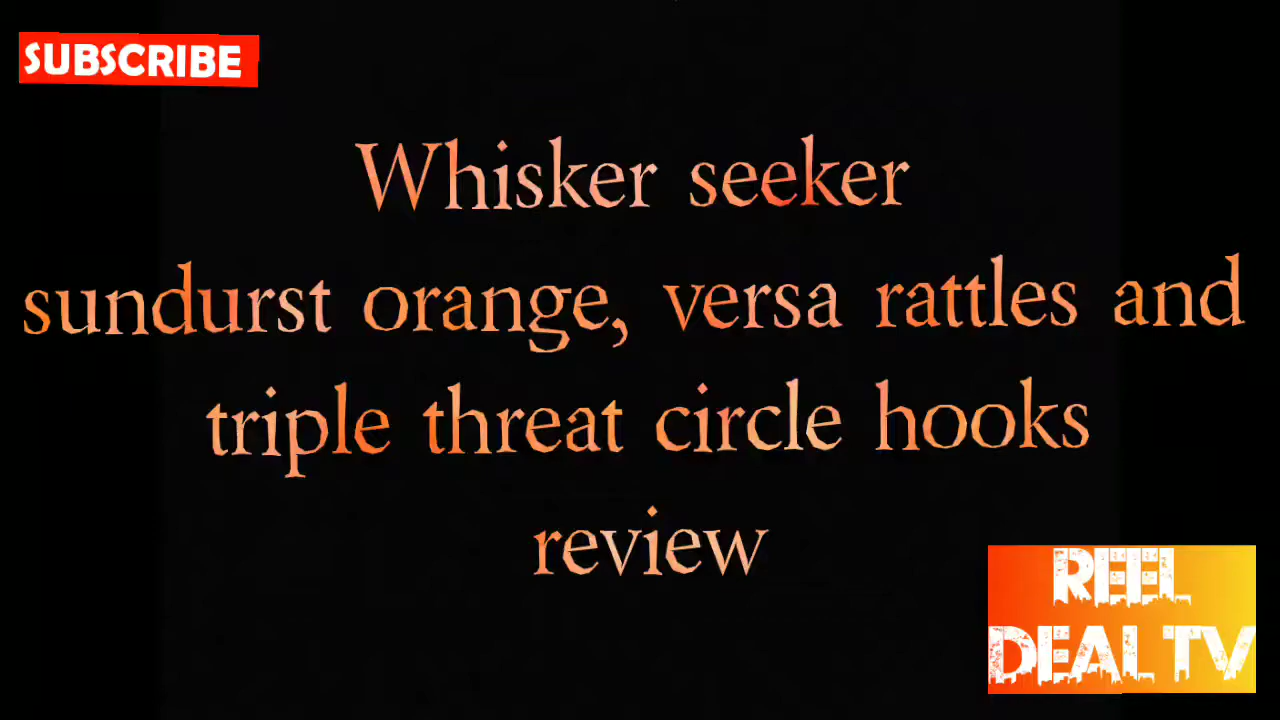 SUBSCRIBE
Whisker seeker
sundurst orange, versa rattles and
triple threat circle hooks
review
REEL
DEAL TV